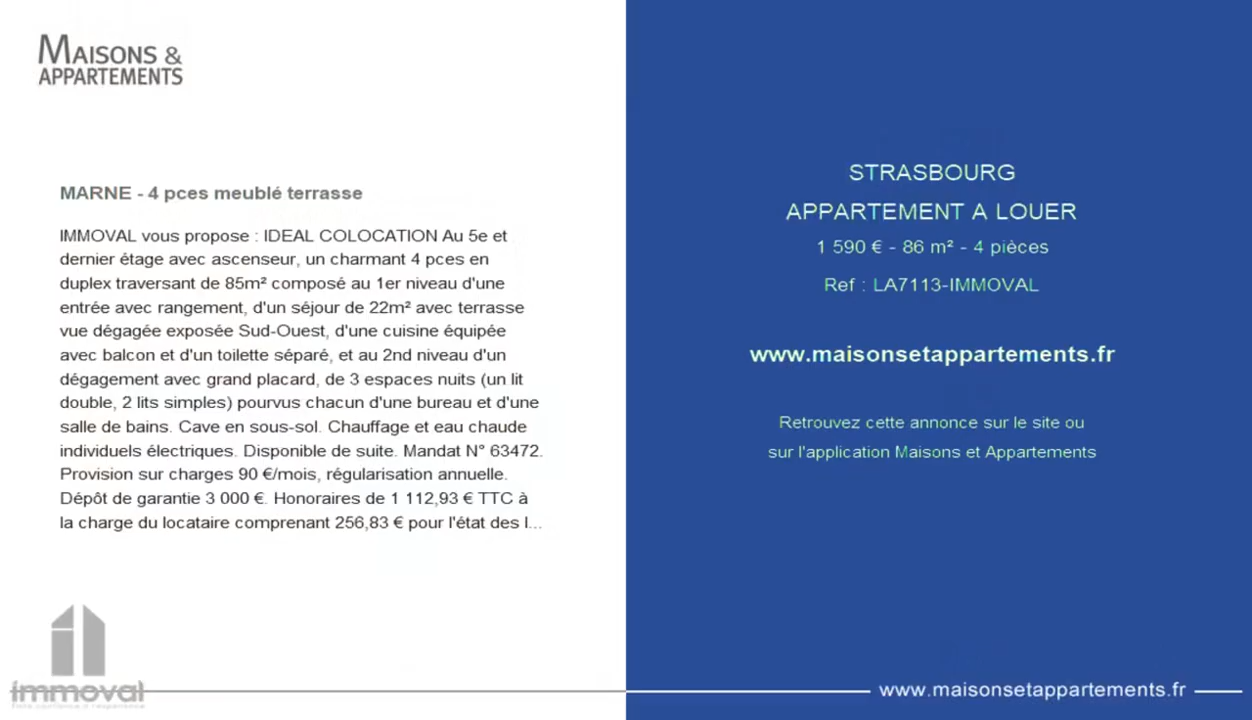 MAISONS &
APPARTEMENTS
MARNE - 4 pces meublé terrasse
IMMOVAL vous propose : IDEAL COLOCATION Au 5e et
dernier étage avec ascenseur, un charmant 4 pces en
duplex traversant de 85m² composé au 1er niveau d'une
entrée avec rangement, d'un séjour de 22m² avec terrasse
vue dégagée exposée Sud-Ouest, d'une cuisine équipée
avec balcon et d'un toilette séparé, et au 2nd niveau d'un
dégagement avec grand placard, de 3 espaces nuits (un lit
double, 2 lits simples) pourvus chacun d'une bureau et d'une
salle de bains. Cave en sous-sol. Chauffage et eau chaude
individuels électriques. Disponible de suite. Mandat N° 63472.
Provision sur charges 90 €/mois, régularisation annuelle.
Dépôt de garantie 3 000 €. Honoraires de 1 112,93 € TTC à
la charge du locataire comprenant 256,83 € pour l'état des l...
immoval
STRASBOURG
APPARTEMENT A LOUER
1 590 € - 86 m² - 4 pièces
Ref : LA7113-IMMOVAL
www.maisonsetappartements.fr
Retrouvez cette annonce sur le site ou
sur l'application Maisons et Appartements
www.maisonsetappartements.fr